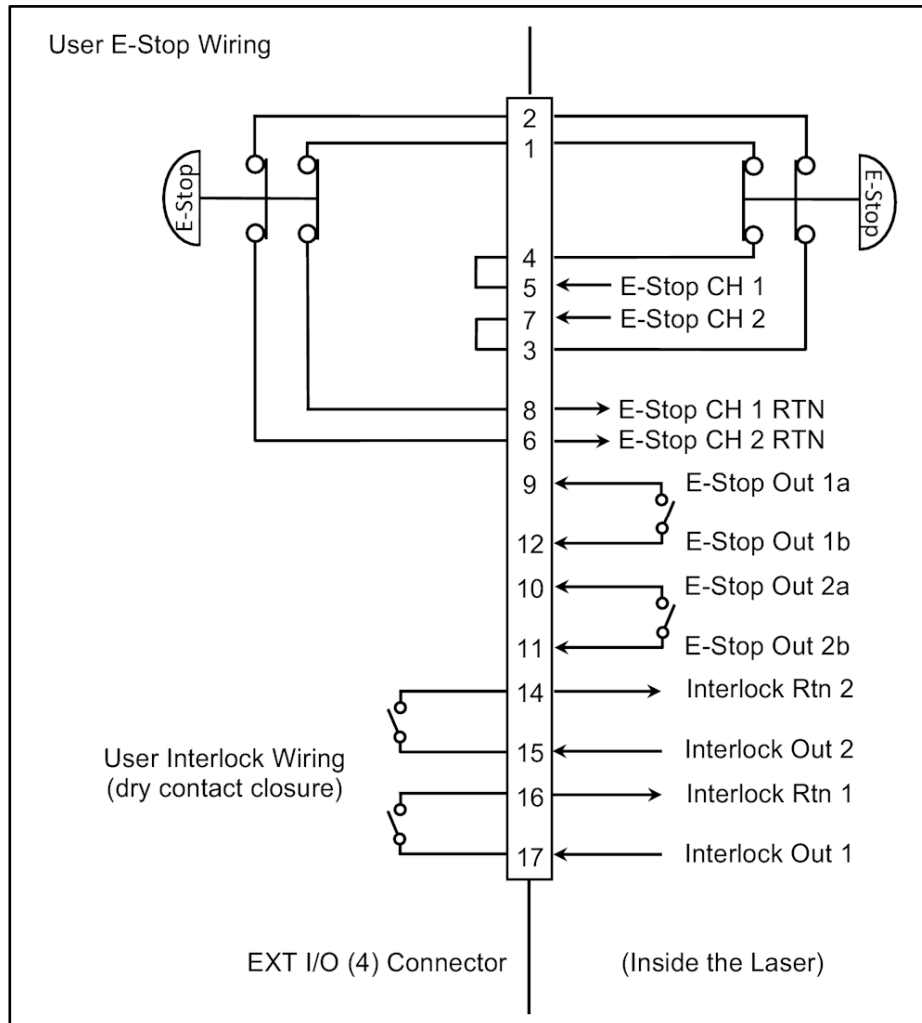 User E-Stop Wiring
2
1
E-Stop
E-Stop
4
5
E-Stop CH 1
7
E-Stop CH 2
3
8
E-Stop CH 1 RTN
6
E-Stop CH 2 RTN
9
E-Stop Out 1a
12
E-Stop Out 1b
10
E-Stop Out 2a
11
E-Stop Out 2b
14
Interlock Rtn 2
User Interlock Wiring
(dry contact closure)
15
Interlock Out 2
16
Interlock Rtn 1
17
Interlock Out 1
EXT I/O (4) Connector
(Inside the Laser)